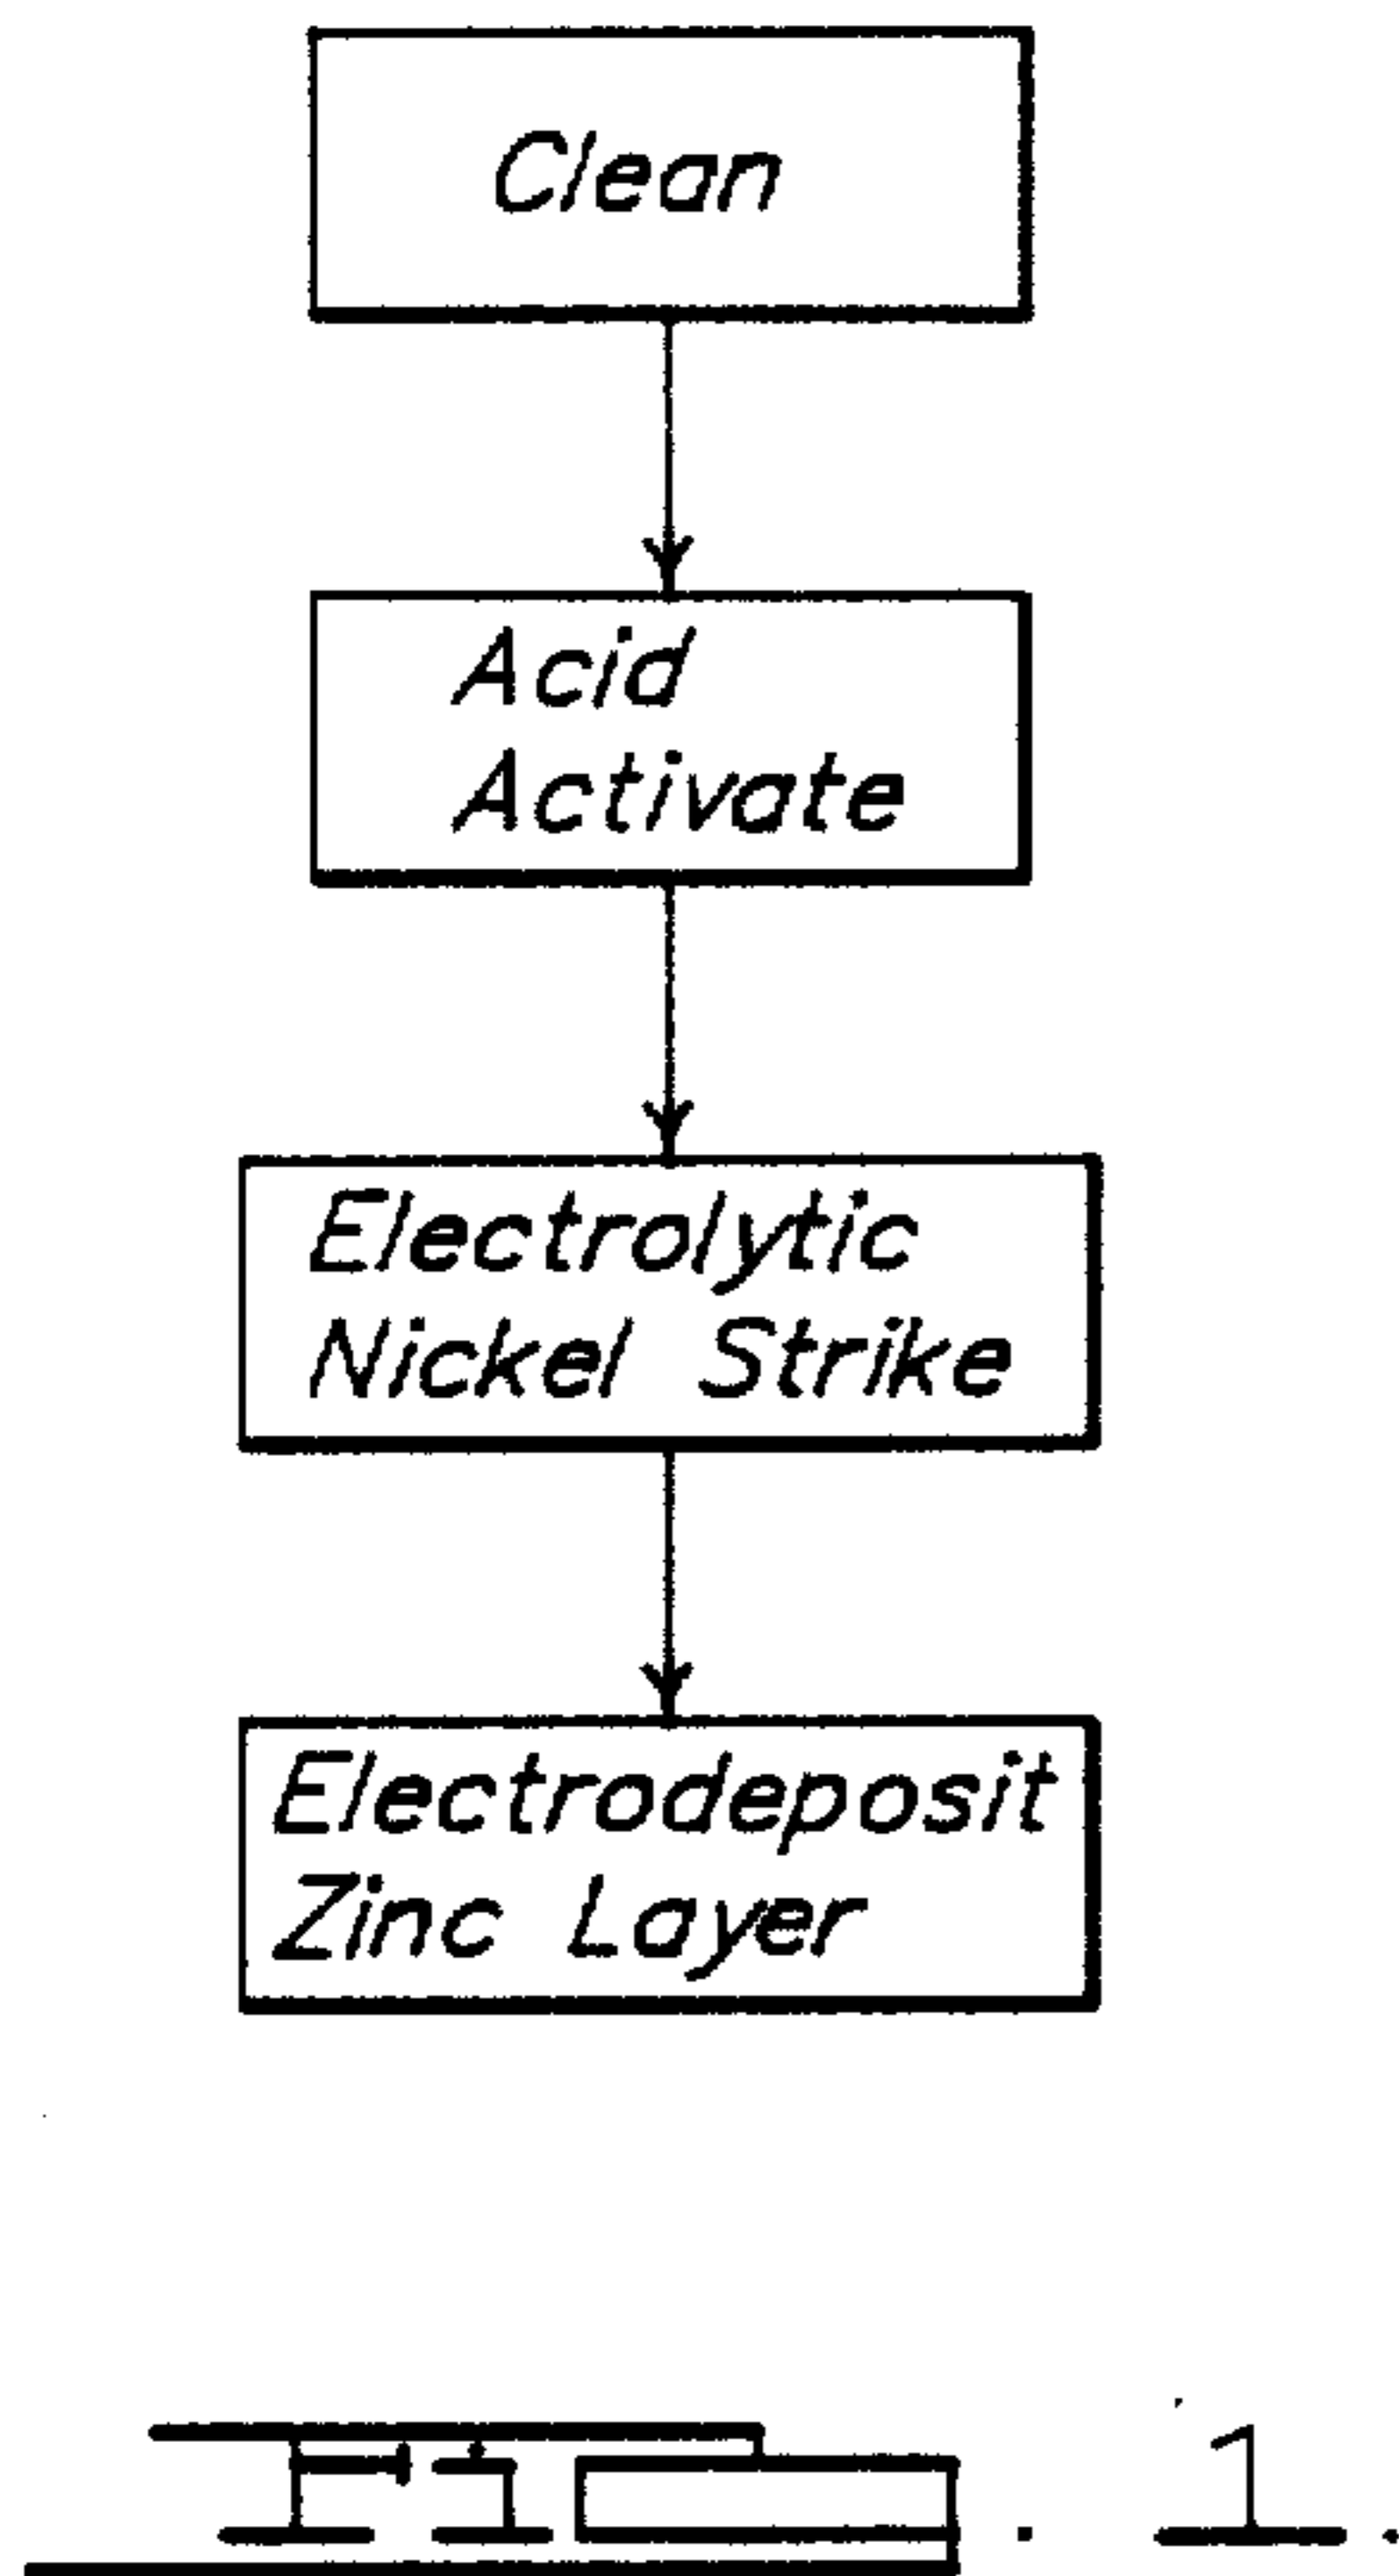 Clean
Acid
Activate
Electrolytic
Nickel Strike
Electrodeposit
Zinc Layer
Fig. 1.